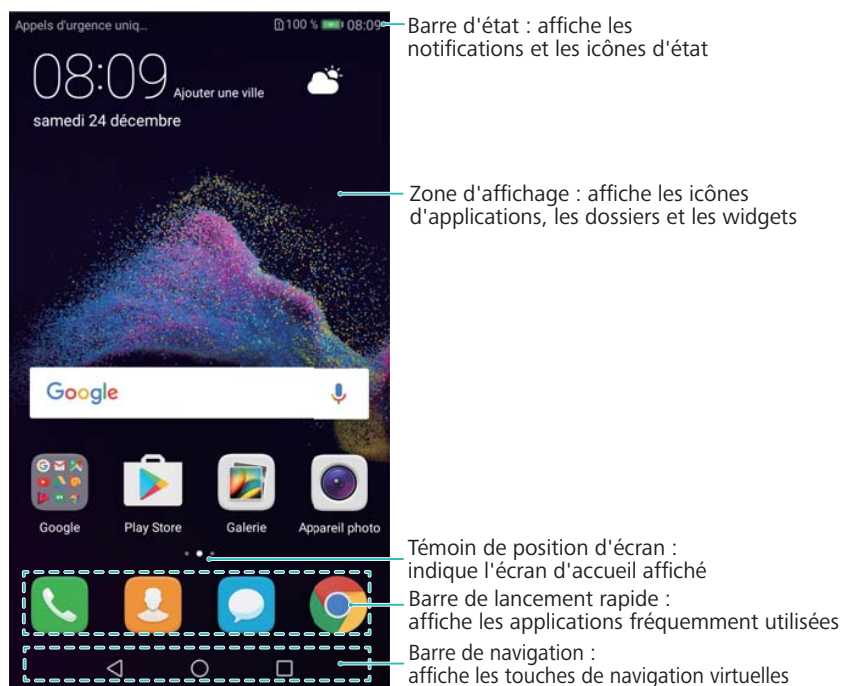 Appels d'urgence uniq...
100 % 08:09
Barre d'état : affiche les
notifications et les icônes d'état
08:09 Ajouter une ville
samedi 24 décembre
Zone d'affichage : affiche les icônes
d'applications, les dossiers et les widgets
Google
Google
Play Store
Galerie
Appareil photo
Témoin de position d'écran :
indique l'écran d'accueil affiché
Barre de lancement rapide :
affiche les applications fréquemment utilisées
Barre de navigation :
affiche les touches de navigation virtuelles